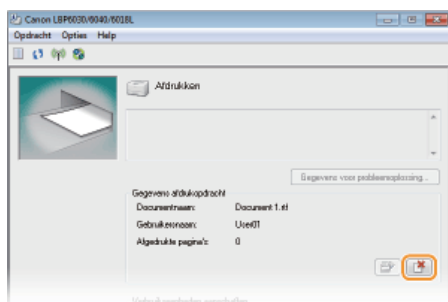 Canon LBP6030/6040/6018L
Opdracht Opties Help
Afdrukken
Gegevens voor probleemoplossing...
Gegevens afdrukopdracht
Documentnaam: Document 1.rtf
Gebruikersnaam: User01
Afgedrukte pagina's: 0